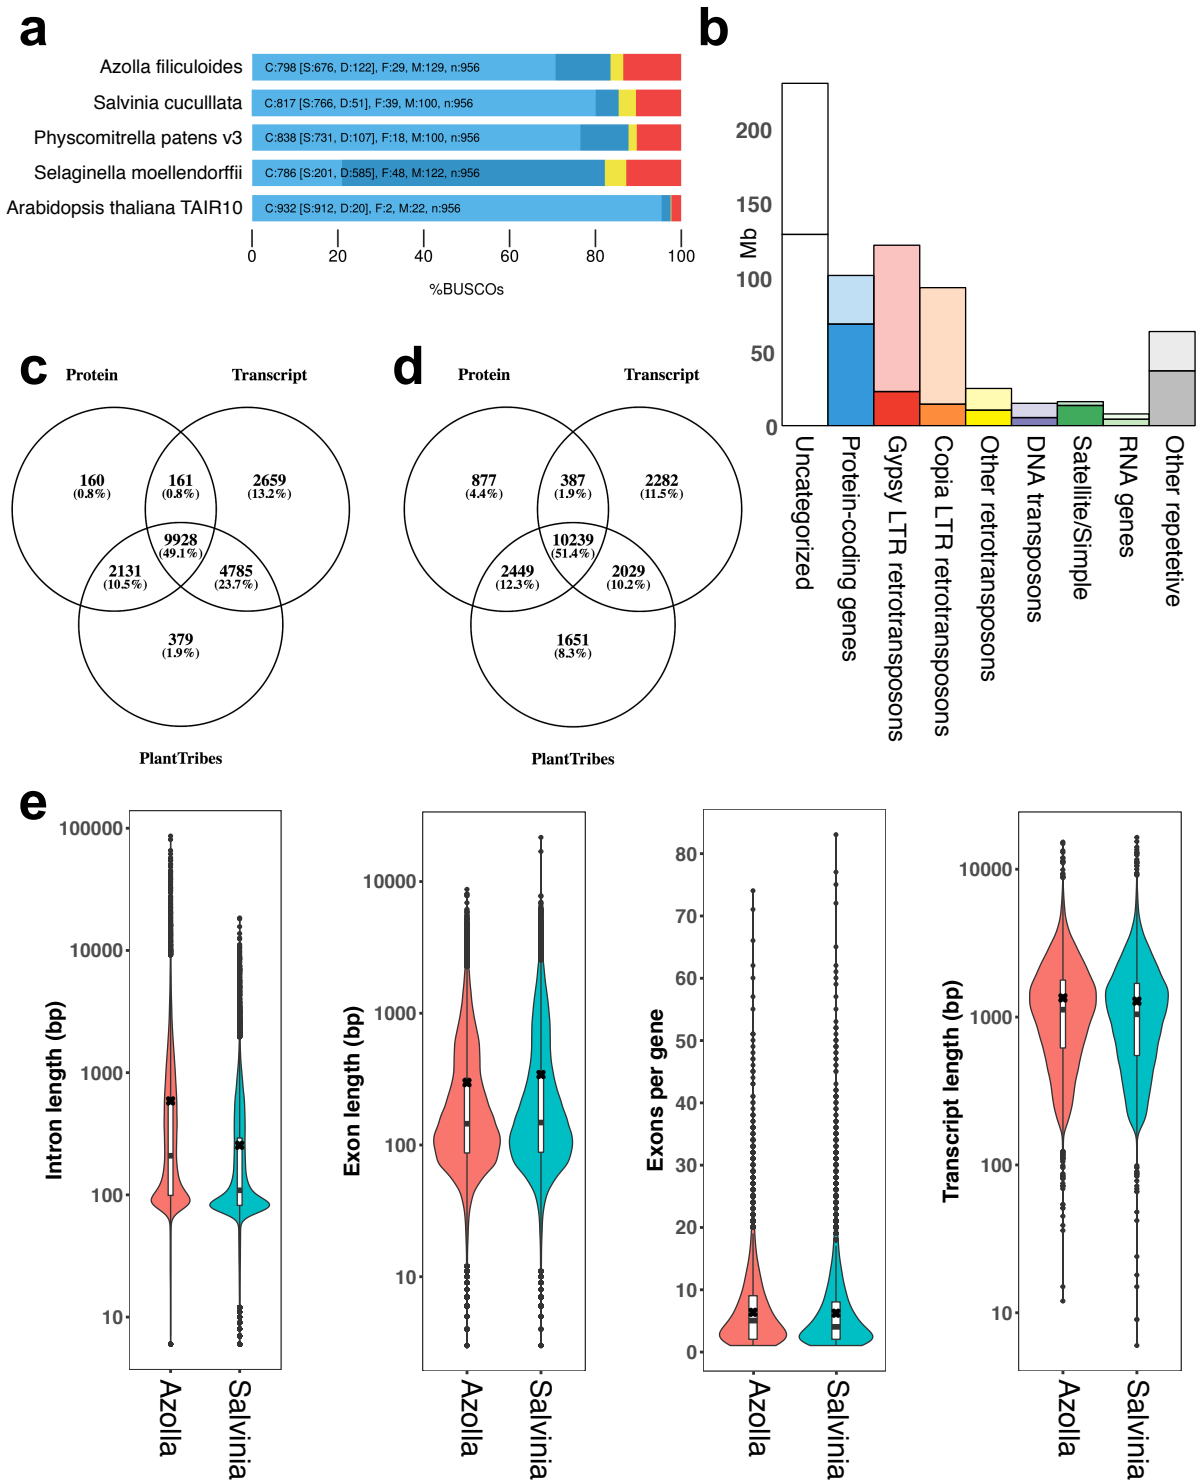 a
Azolla filiculoides
C:798 [S:676, D:122], F:29, M:129, n:956
Salvinia cuculllata
C:817 [S:766, D:51], F:39, M:100, n:956
Physcomitrella patens v3
C:838 [S:731, D:107], F:18, M:100, n:956
Selaginella moellendorffii
C:786 [S:201, D:585], F:48, M:122, n:956
Arabidopsis thaliana TAIR10
C:932 [S:912, D:20], F:2, M:22, n:956
0 20 40 60 80 100
%BUSCOs
b
200
150
100
50
0
Mb
Uncategorized
Protein-coding genes
Gypsy LTR retrotransposons
Copia LTR retrotransposons
Other retrotransposons
DNA transposons
Satellite/Simple
RNA genes
Other repetetive
c
Protein
Transcript
160
(0.8%)
161
(0.8%)
2659
(13.2%)
9928
(49.1%)
2131
(10.5%)
4785
(23.7%)
379
(1.9%)
PlantTribes
d
Protein
Transcript
877
(4.4%)
387
(1.9%)
2282
(11.5%)
10239
(51.4%)
2449
(12.3%)
2029
(10.2%)
1651
(8.3%)
PlantTribes
e
Intron length (bp)
100000
10000
1000
100
10
Azolla
Salvinia
Exon length (bp)
10000
1000
100
10
Azolla
Salvinia
Exons per gene
80
70
60
50
40
30
20
10
0
Azolla
Salvinia
Transcript length (bp)
10000
1000
100
10
Azolla
Salvinia